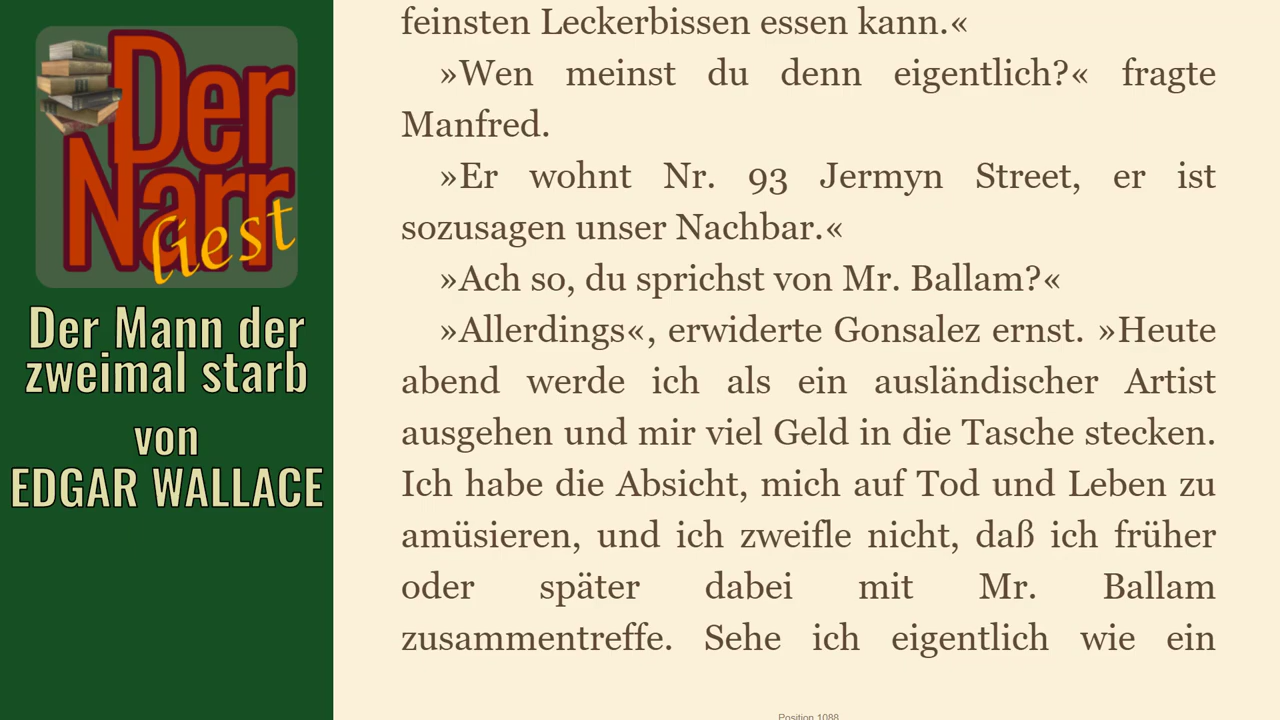 Der
Narr
liest
Der Mann der
zweimal starb
von
EDGAR WALLACE
feinsten Leckerbissen essen kann.«
»Wen meinst du denn eigentlich?« fragte
Manfred.
»Er wohnt Nr. 93 Jermyn Street, er ist
sozusagen unser Nachbar.«
»Ach so, du sprichst von Mr. Ballam?«
»Allerdings«, erwiderte Gonsalez ernst. »Heute
abend werde ich als ein ausländischer Artist
ausgehen und mir viel Geld in die Tasche stecken.
Ich habe die Absicht, mich auf Tod und Leben zu
amüsieren, und ich zweifle nicht, daß ich früher
oder später dabei mit Mr. Ballam
zusammentreffe. Sehe ich eigentlich wie ein
Position 1088